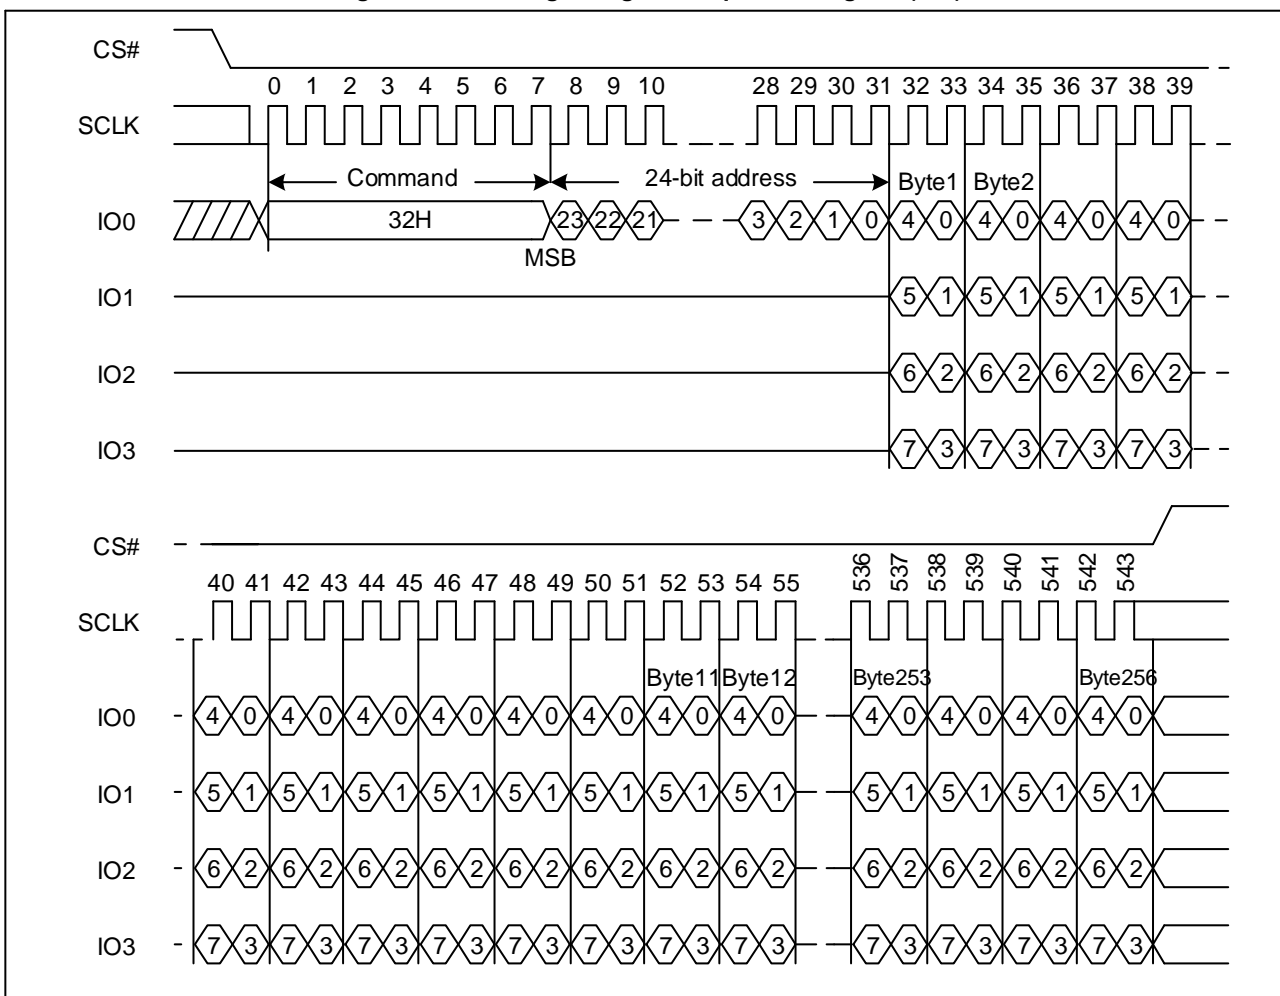 CS#
0 1 2 3 4 5 6 7 8 9 10 28 29 30 31 32 33 34 35 36 37 38 39
SCLK
Command 24-bit address Byte1 Byte2
IO0 32H 23 22 21 3 2 1 0 4 0 4 0 4 0 4 0
MSB
IO1 5 1 5 1 5 1 5 1
IO2 6 2 6 2 6 2 6 2
IO3 7 3 7 3 7 3 7 3
CS#
40 41 42 43 44 45 46 47 48 49 50 51 52 53 54 55 536 537 538 539 540 541 542 543
SCLK
Byte11 Byte12 Byte253 Byte256
IO0 4 0 4 0 4 0 4 0 4 0 4 0 4 0 4 0 4 0 4 0 4 0 4 0
IO1 5 1 5 1 5 1 5 1 5 1 5 1 5 1 5 1 5 1 5 1 5 1 5 1
IO2 6 2 6 2 6 2 6 2 6 2 6 2 6 2 6 2 6 2 6 2 6 2 6 2
IO3 7 3 7 3 7 3 7 3 7 3 7 3 7 3 7 3 7 3 7 3 7 3 7 3